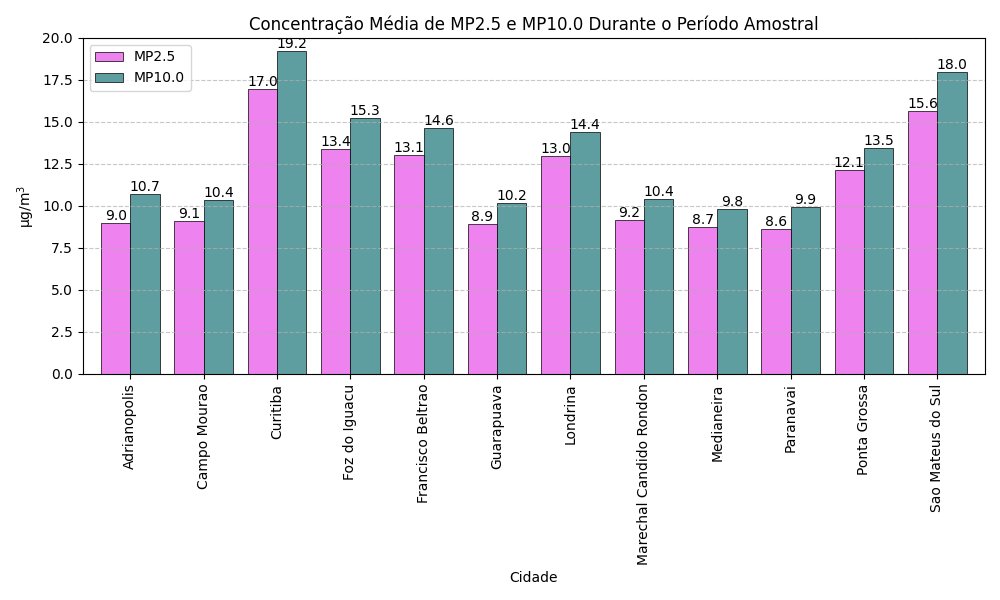 Concentração Média de MP2.5 e MP10.0 Durante o Período Amostral
MP2.5
MP10.0
µg/m³
20.0
17.5
15.0
12.5
10.0
7.5
5.0
2.5
0.0
9.0 10.7
9.1 10.4
17.0 19.2
13.4 15.3
13.1 14.6
8.9 10.2
13.0 14.4
9.2 10.4
8.7 9.8
8.6 9.9
12.1 13.5
15.6 18.0
Adrianopolis
Campo Mourao
Curitiba
Foz do Iguacu
Francisco Beltrao
Guarapuava
Londrina
Marechal Candido Rondon
Medianeira
Paranavai
Ponta Grossa
Sao Mateus do Sul
Cidade